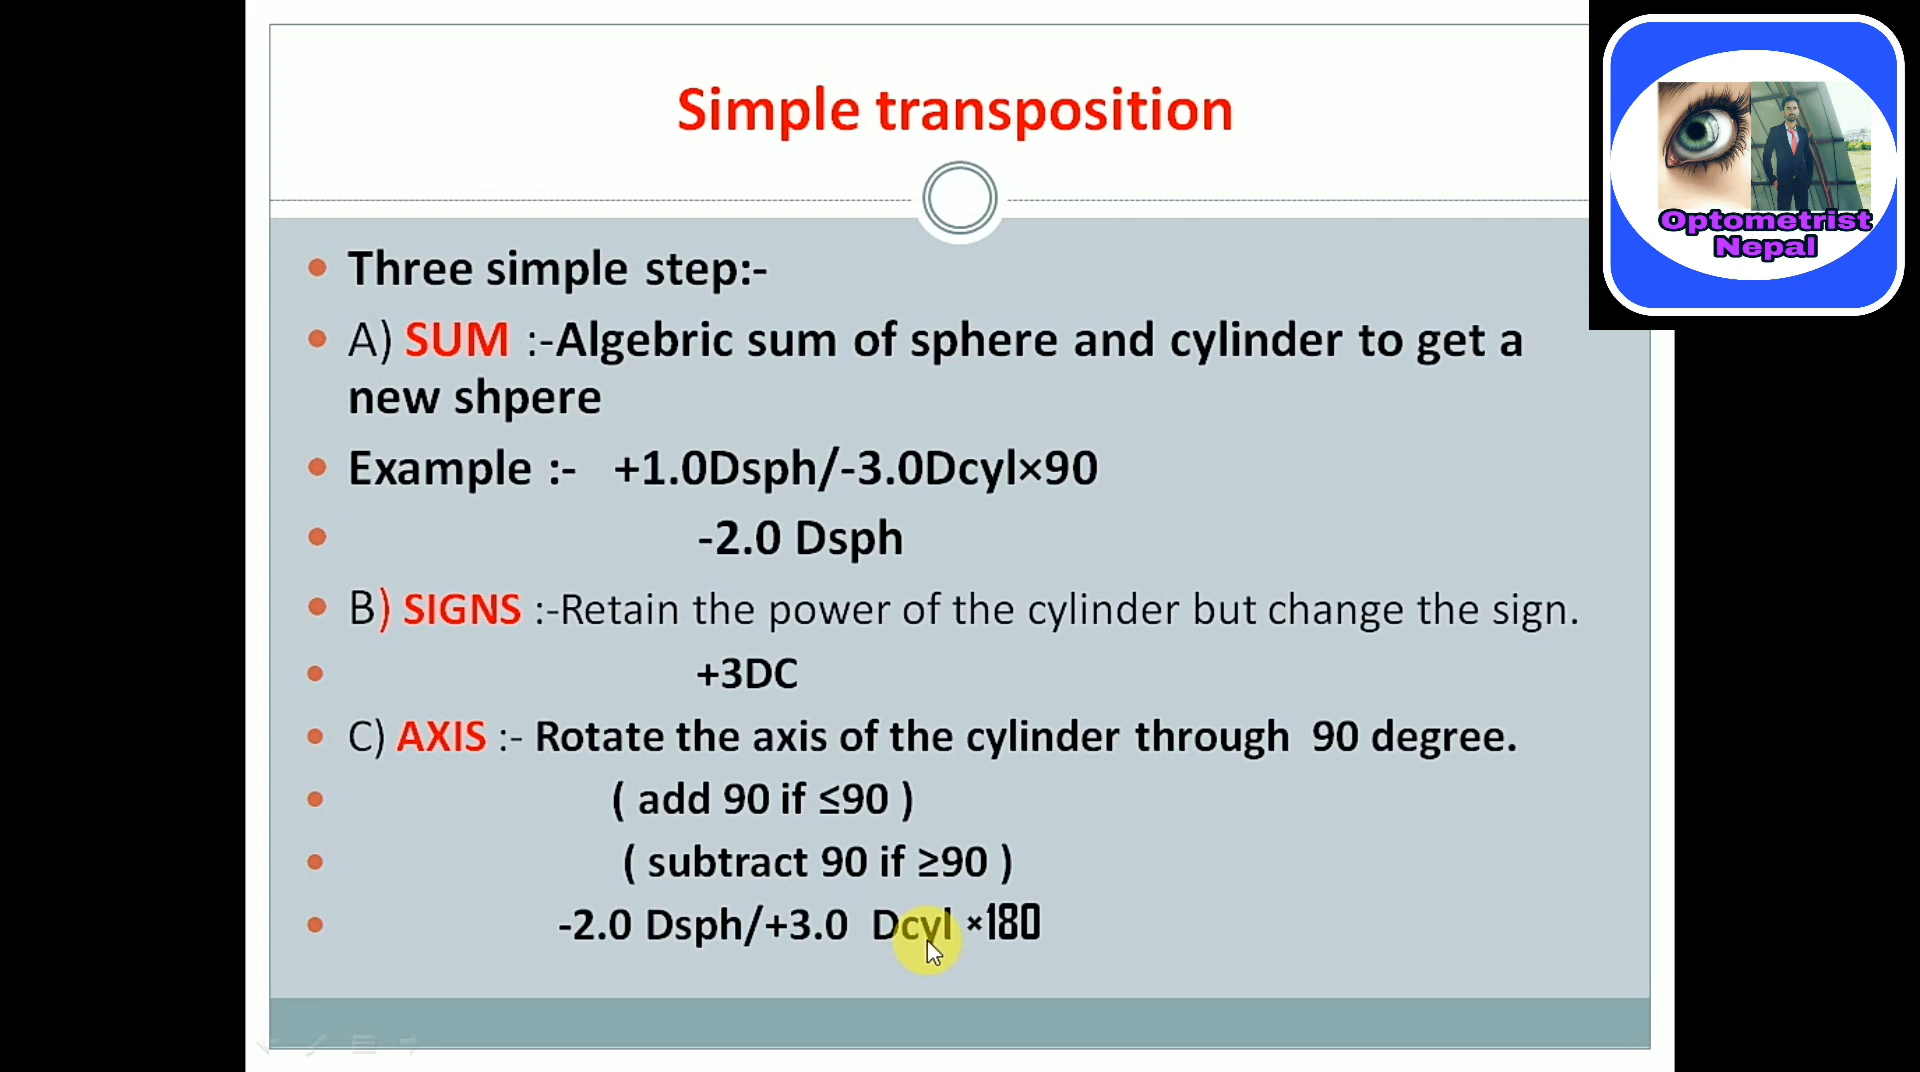 Simple transposition
Optometrist
Nepal
Three simple step:-
A) SUM :-Algebric sum of sphere and cylinder to get a
new shpere
Example :- +1.0Dsph/-3.0Dcyl×90
-2.0 Dsph
B) SIGNS :-Retain the power of the cylinder but change the sign.
+3DC
C) AXIS :- Rotate the axis of the cylinder through 90 degree.
( add 90 if ≤90 )
( subtract 90 if ≥90 )
-2.0 Dsph/+3.0 Dcyl ×180